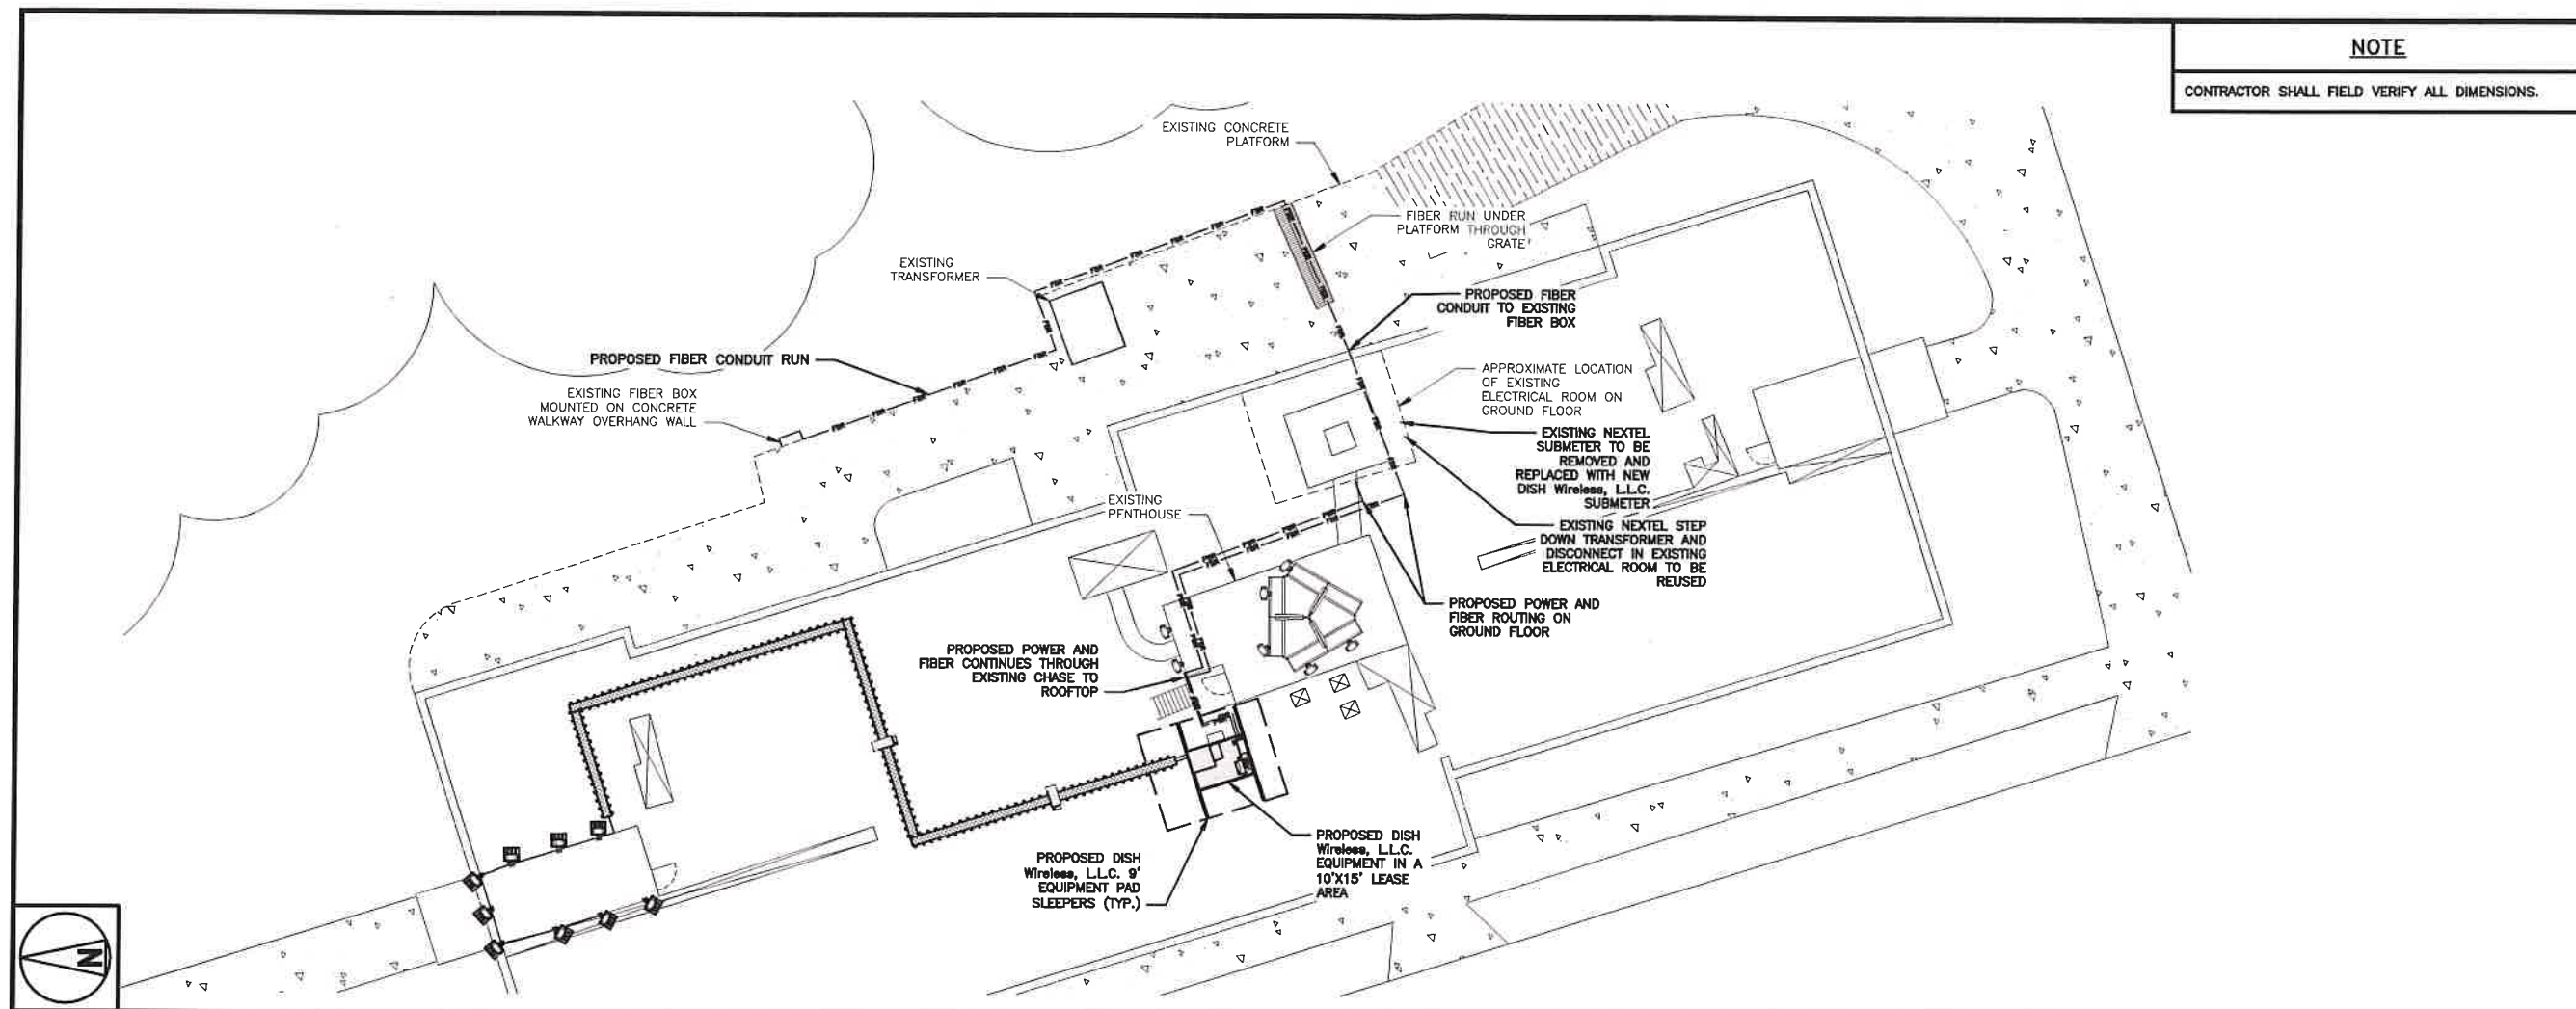 NOTE
CONTRACTOR SHALL FIELD VERIFY ALL DIMENSIONS.
EXISTING CONCRETE
PLATFORM
FIBER RUN UNDER
PLATFORM THROUGH
GRATE
EXISTING
TRANSFORMER
PROPOSED FIBER
CONDUIT TO EXISTING
FIBER BOX
PROPOSED FIBER CONDUIT RUN
EXISTING FIBER BOX
MOUNTED ON CONCRETE
WALKWAY OVERHANG WALL
APPROXIMATE LOCATION
OF EXISTING
ELECTRICAL ROOM ON
GROUND FLOOR
EXISTING NEXTEL
SUBMETER TO BE
REMOVED AND
REPLACED WITH NEW
DISH Wireless, L.L.C.
SUBMETER
EXISTING
PENTHOUSE
EXISTING NEXTEL STEP
DOWN TRANSFORMER AND
DISCONNECT IN EXISTING
ELECTRICAL ROOM TO BE
REUSED
PROPOSED POWER AND
FIBER ROUTING ON
GROUND FLOOR
PROPOSED POWER AND
FIBER CONTINUES THROUGH
EXISTING CHASE TO
ROOFTOP
PROPOSED DISH
Wireless, L.L.C. 9'
EQUIPMENT PAD
SLEEPERS (TYP.)
PROPOSED DISH
Wireless, L.L.C.
EQUIPMENT IN A
10'X15' LEASE
AREA
N